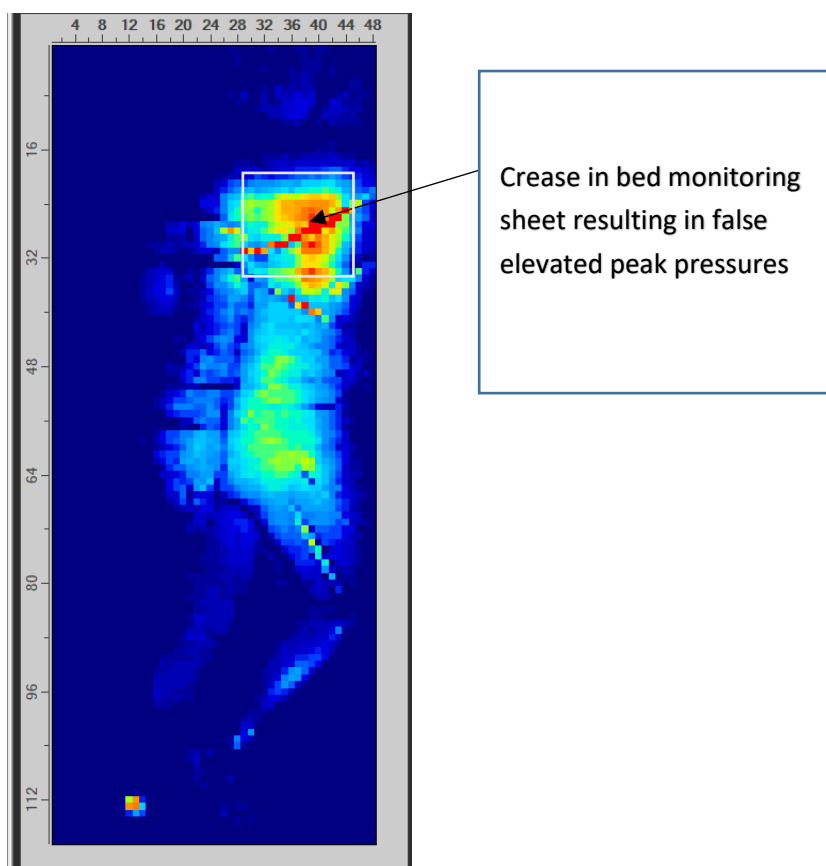 4 8 12 16 20 24 28 32 36 40 44 48
16
Crease in bed monitoring
sheet resulting in false
elevated peak pressures
32
48
64
80
96
112